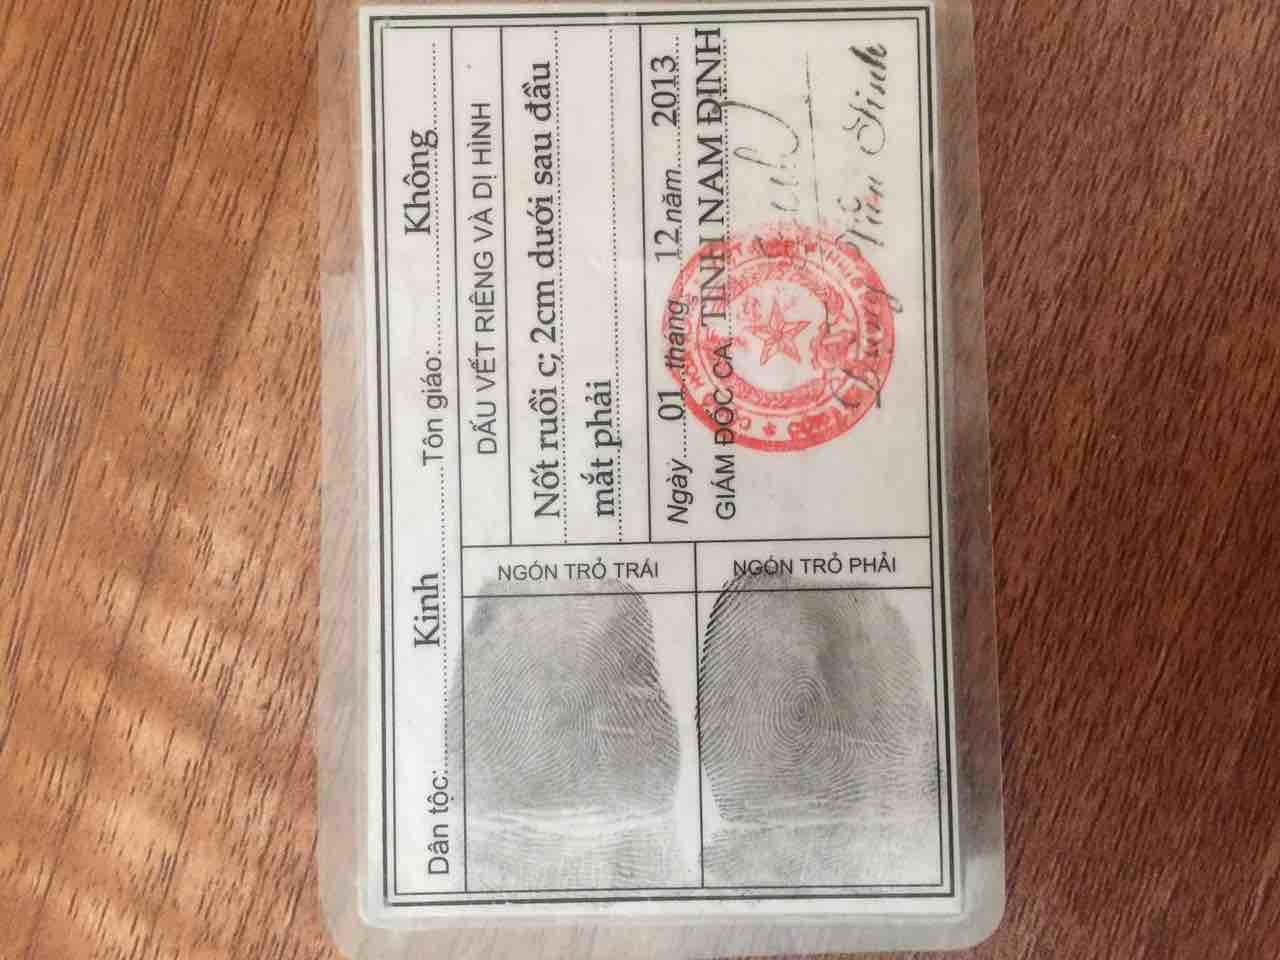 Dân tộc: Kinh Tôn giáo: Không
DẤU VẾT RIÊNG VÀ DỊ HÌNH
Nốt ruồi c; 2cm dưới sau đầu
mắt phải
Ngày 01 tháng 12 năm 2013
GIÁM ĐỐC CA. TỈNH NAM ĐỊNH
Tiến Tình
NGÓN TRỎ TRÁI
NGÓN TRỎ PHẢI